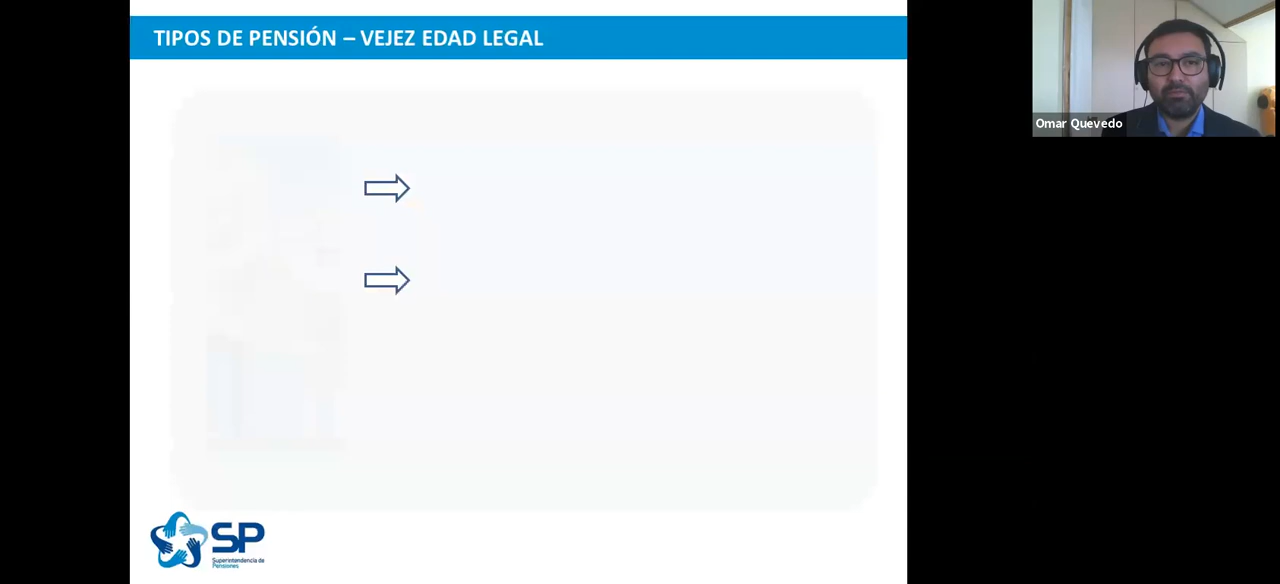 TIPOS DE PENSIÓN – VEJEZ EDAD LEGAL
Omar Quevedo
SP
Superintendencia de
Pensiones